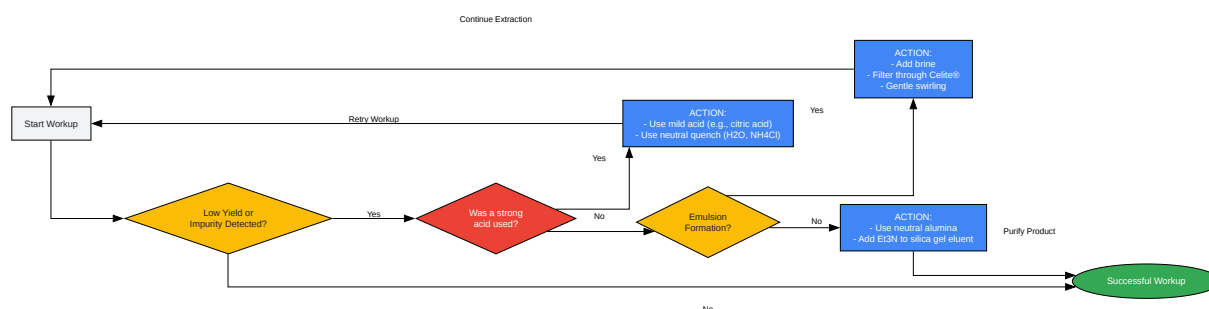 Continue Extraction
ACTION:
- Add brine
- Filter through Celite®
- Gentle swirling
Start Workup
Retry Workup
ACTION:
- Use mild acid (e.g., citric acid)
- Use neutral quench (H2O, NH4Cl)
Yes
Yes
Low Yield or
Impurity Detected?
Yes
Was a strong
acid used?
No
Emulsion
Formation?
No
ACTION:
- Use neutral alumina
- Add Et3N to silica gel eluent
Purify Product
Successful Workup
No